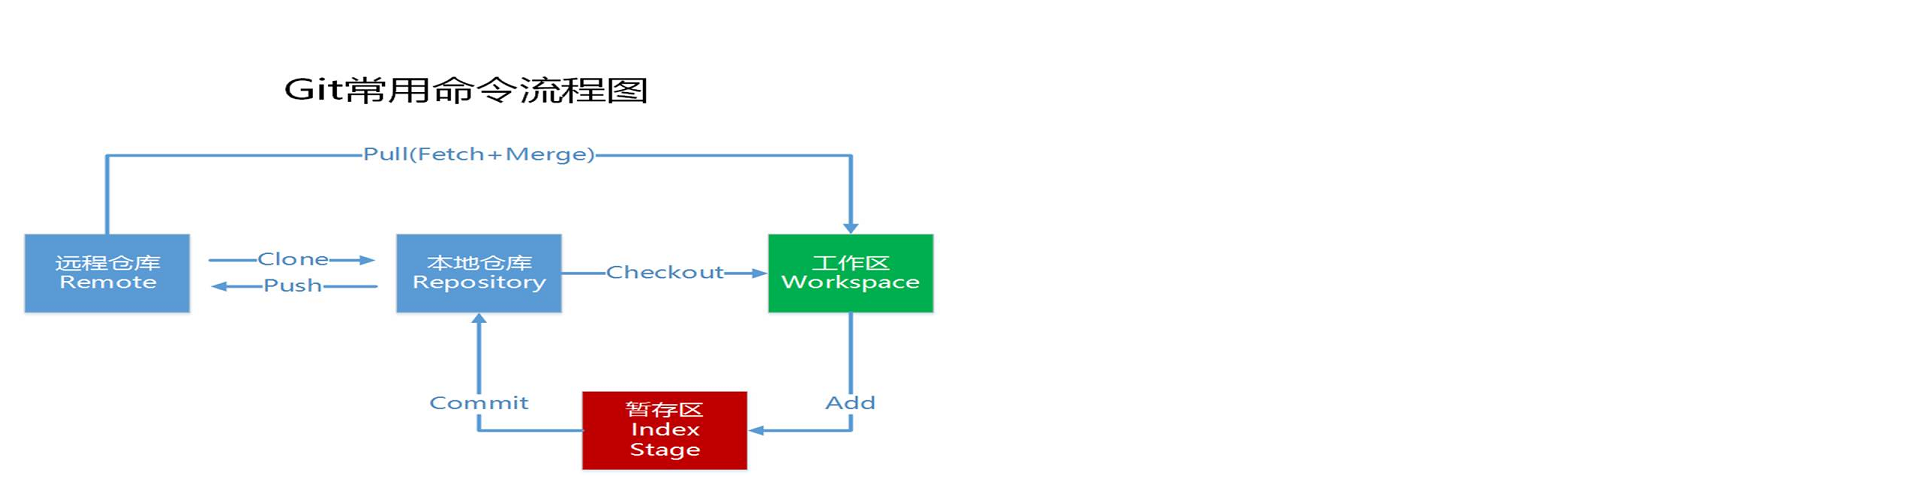 Git常用命令流程图
Pull(Fetch+Merge)
远程仓库
Remote
Clone
Push
本地仓库
Repository
Checkout
工作区
Workspace
Commit
暂存区
Index
Stage
Add